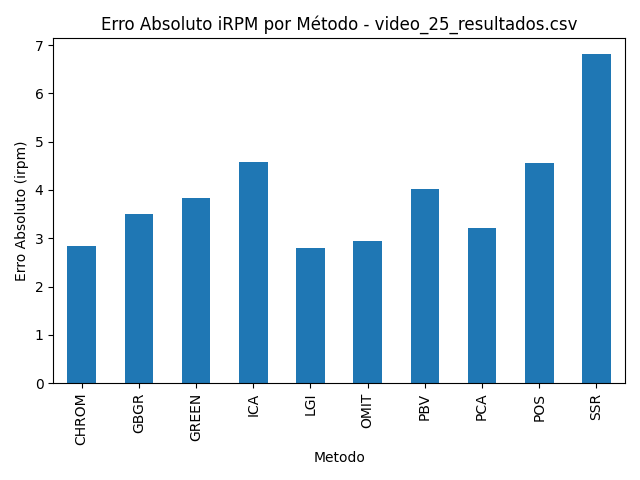 Erro Absoluto iRPM por Método - video_25_resultados.csv
Erro Absoluto (irpm)
7
6
5
4
3
2
1
0
CHROM
GBGR
GREEN
ICA
LGI
OMIT
PBV
PCA
POS
SSR
Metodo